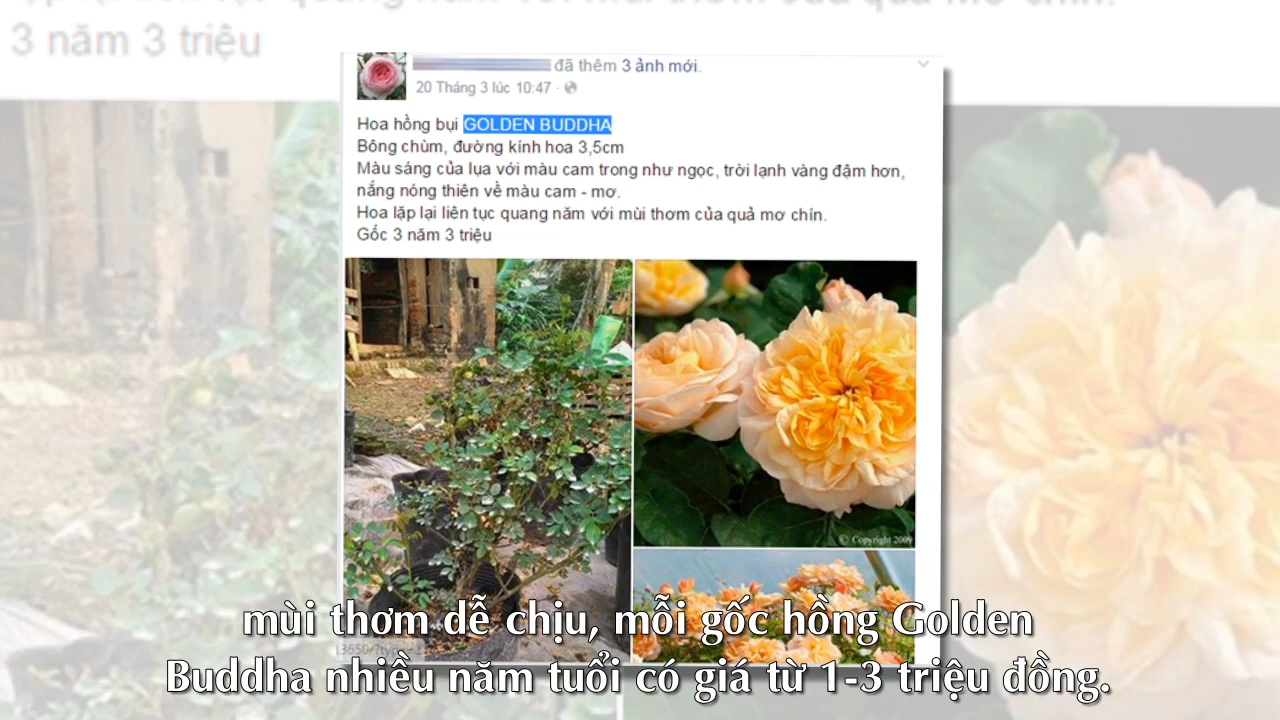 3 năm 3 triệu
đã thêm 3 ảnh mới.
20 Tháng 3 lúc 10:47 ·
Hoa hồng bụi GOLDEN BUDDHA
Bông chùm, đường kính hoa 3,5cm
Màu sáng của lụa với màu cam trong như ngọc, trời lạnh vàng đậm hơn,
nắng nóng thiên về màu cam - mơ.
Hoa lặp lại liên tục quang năm với mùi thơm của quả mơ chín.
Gốc 3 năm 3 triệu
© Copyright 2009
mùi thơm dễ chịu, mỗi gốc hồng Golden
Buddha nhiều năm tuổi có giá từ 1-3 triệu đồng.